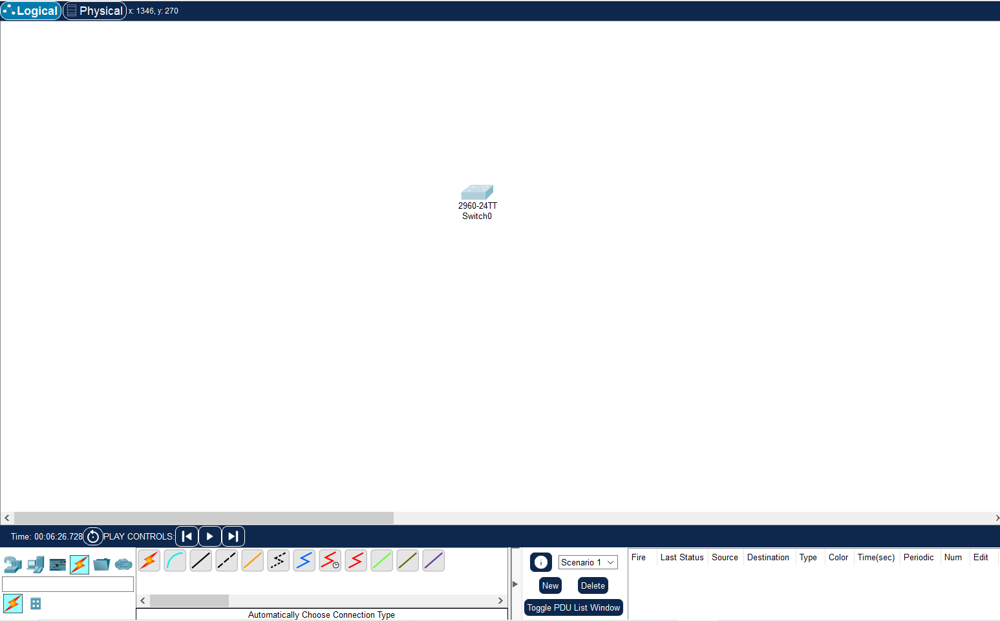 Logical Physical x: 1346, y: 270
2960-24TT
Switch0
Time: 00:06:26.728 PLAY CONTROLS:
Scenario 1
New Delete
Toggle PDU List Window
Fire Last Status Source Destination Type Color Time(sec) Periodic Num Edit
Automatically Choose Connection Type